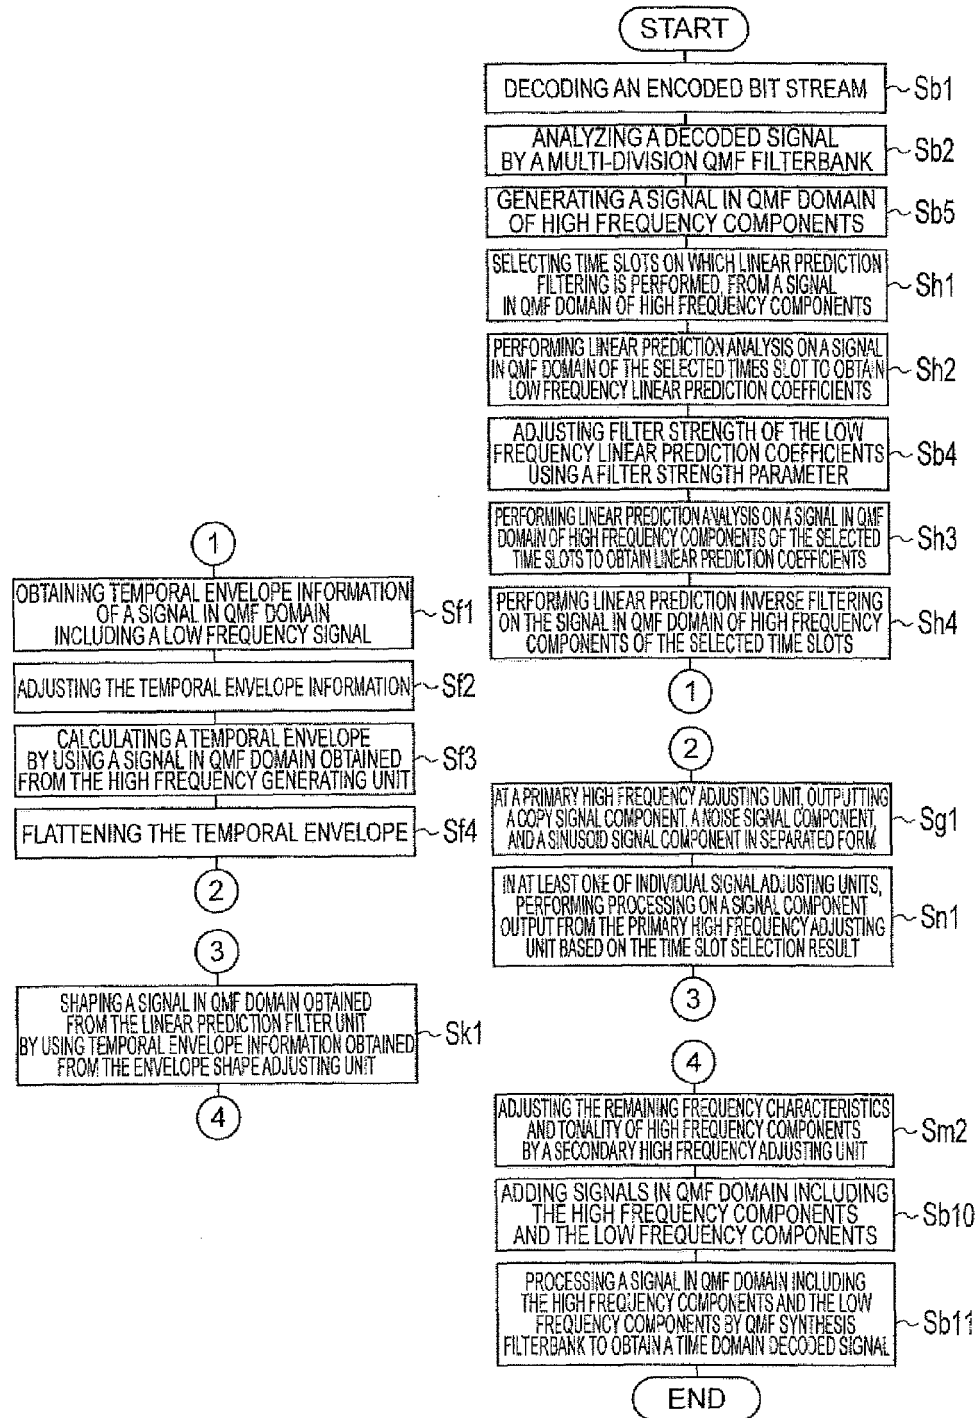 START
DECODING AN ENCODED BIT STREAM
Sb1
ANALYZING A DECODED SIGNAL
BY A MULTI-DIVISION QMF FILTERBANK
Sb2
GENERATING A SIGNAL IN QMF DOMAIN
OF HIGH FREQUENCY COMPONENTS
Sb5
SELECTING TIME SLOTS ON WHICH LINEAR PREDICTION
FILTERING IS PERFORMED, FROM A SIGNAL
IN QMF DOMAIN OF HIGH FREQUENCY COMPONENTS
Sh1
PERFORMING LINEAR PREDICTION ANALYSIS ON A SIGNAL
IN QMF DOMAIN OF THE SELECTED TIMES SLOT TO OBTAIN
LOW FREQUENCY LINEAR PREDICTION COEFFICIENTS
Sh2
ADJUSTING FILTER STRENGTH OF THE LOW
FREQUENCY LINEAR PREDICTION COEFFICIENTS
USING A FILTER STRENGTH PARAMETER
Sb4
PERFORMING LINEAR PREDICTION ANALYSIS ON A SIGNAL IN QMF
DOMAIN OF HIGH FREQUENCY COMPONENTS OF THE SELECTED
TIME SLOTS TO OBTAIN LINEAR PREDICTION COEFFICIENTS
Sh3
PERFORMNG LINEAR PREDICTION INVERSE FILTERING
ON THE SIGNAL IN QMF DOMAIN OF HIGH FREQUENCY
COMPONENTS OF THE SELECTED TIME SLOTS
Sh4
1
1
OBTAINING TEMPORAL ENVELOPE INFORMATION
OF A SIGNAL IN QMF DOMAIN
INCLUDING A LOW FREQUENCY SIGNAL
Sf1
ADJUSTING THE TEMPORAL ENVELOPE INFORMATION
Sf2
CALCULATING A TEMPORAL ENVELOPE
BY USING A SIGNAL IN QMF DOMAIN OBTAINED
FROM THE HIGH FREQUENCY GENERATING UNIT
Sf3
FLATTENING THE TEMPORAL ENVELOPE
Sf4
2
2
AT A PRIMARY HIGH FREQUENCY ADJUSTING UNIT, OUTPUTTING
A COPY SIGNAL COMPONENT, A NOISE SIGNAL COMPONENT,
AND A SINUSOID SIGNAL COMPONENT IN SEPARATED FORM
Sg1
IN AT LEAST ONE OF INDIVIDUAL SIGNAL ADJUSTING UNITS,
PERFORMING PROCESSING ON A SIGNAL COMPONENT
OUTPUT FROM THE PRIMARY HIGH FREQUENCY ADJUSTING
UNIT BASED ON THE TIME SLOT SELECTION RESULT
Sn1
3
3
SHAPING A SIGNAL IN QMF DOMAIN OBTAINED
FROM THE LINEAR PREDICTION FILTER UNIT
BY USING TEMPORAL ENVELOPE INFORMATION OBTAINED
FROM THE ENVELOPE SHAPE ADJUSTING UNIT
Sk1
4
4
ADJUSTING THE REMAINING FREQUENCY CHARACTERISTICS
AND TONALITY OF HIGH FREQUENCY COMPONENTS
BY A SECONDARY HIGH FREQUENCY ADJUSTING UNIT
Sm2
ADDING SIGNALS IN QMF DOMAIN INCLUDING
THE HIGH FREQUENCY COMPONENTS
AND THE LOW FREQUENCY COMPONENTS
Sb10
PROCESSING A SIGNAL IN QMF DOMAIN INCLUDING
THE HIGH FREQUENCY COMPONENTS AND THE LOW
FREQUENCY COMPONENTS BY QMF SYNTHESIS
FILTERBANK TO OBTAIN A TIME DOMAIN DECODED SIGNAL
Sb11
END